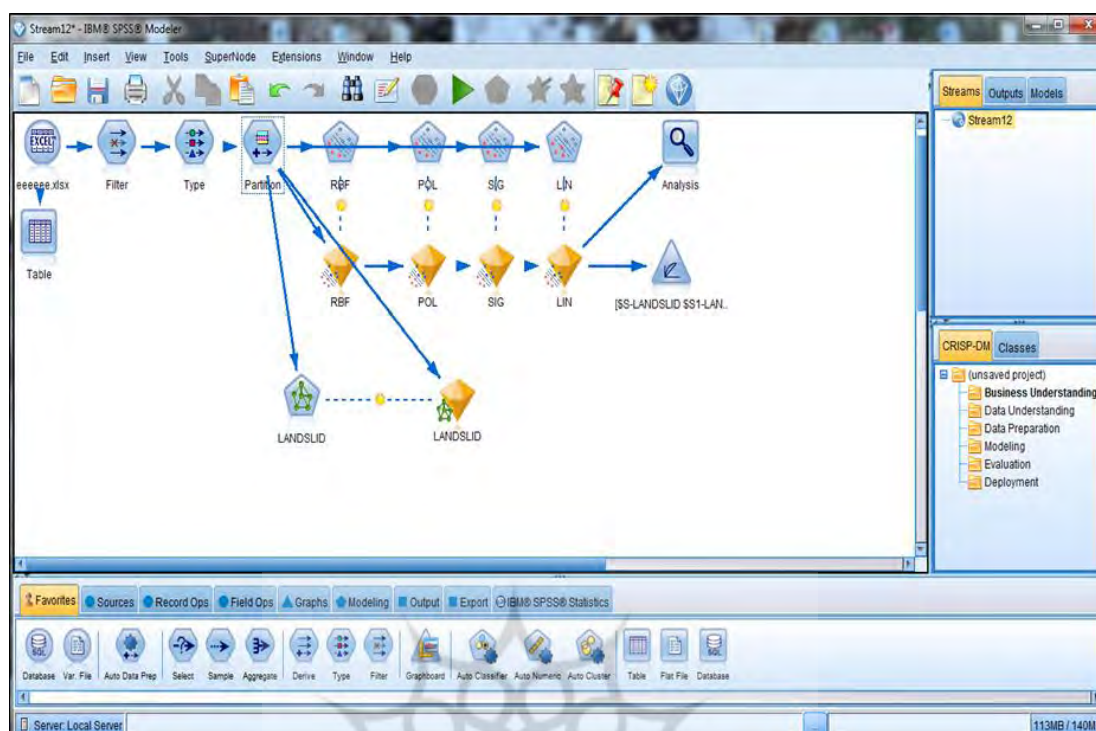 Stream12* - IBM® SPSS® Modeler
File Edit Insert View Tools SuperNode Extensions Window Help
Streams Outputs Models
Stream12
EXCEL
eeeeee.xlsx Filter Type Partition RBF POL SIG LIN Analysis
Table
RBF POL SIG LIN [$S-LANDSLID $S1-LAN..
LANDSLID LANDSLID
CRISP-DM Classes
(unsaved project)
Business Understanding
Data Understanding
Data Preparation
Modeling
Evaluation
Deployment
Favorites Sources Record Ops Field Ops Graphs Modeling Output Export IBM® SPSS® Statistics
SQL SQL
Database Var. File Auto Data Prep Select Sample Aggregate Derive Type Filter Graphboard Auto Classifier Auto Numeric Auto Cluster Table Flat File Database
Server: Local Server 113MB / 140M